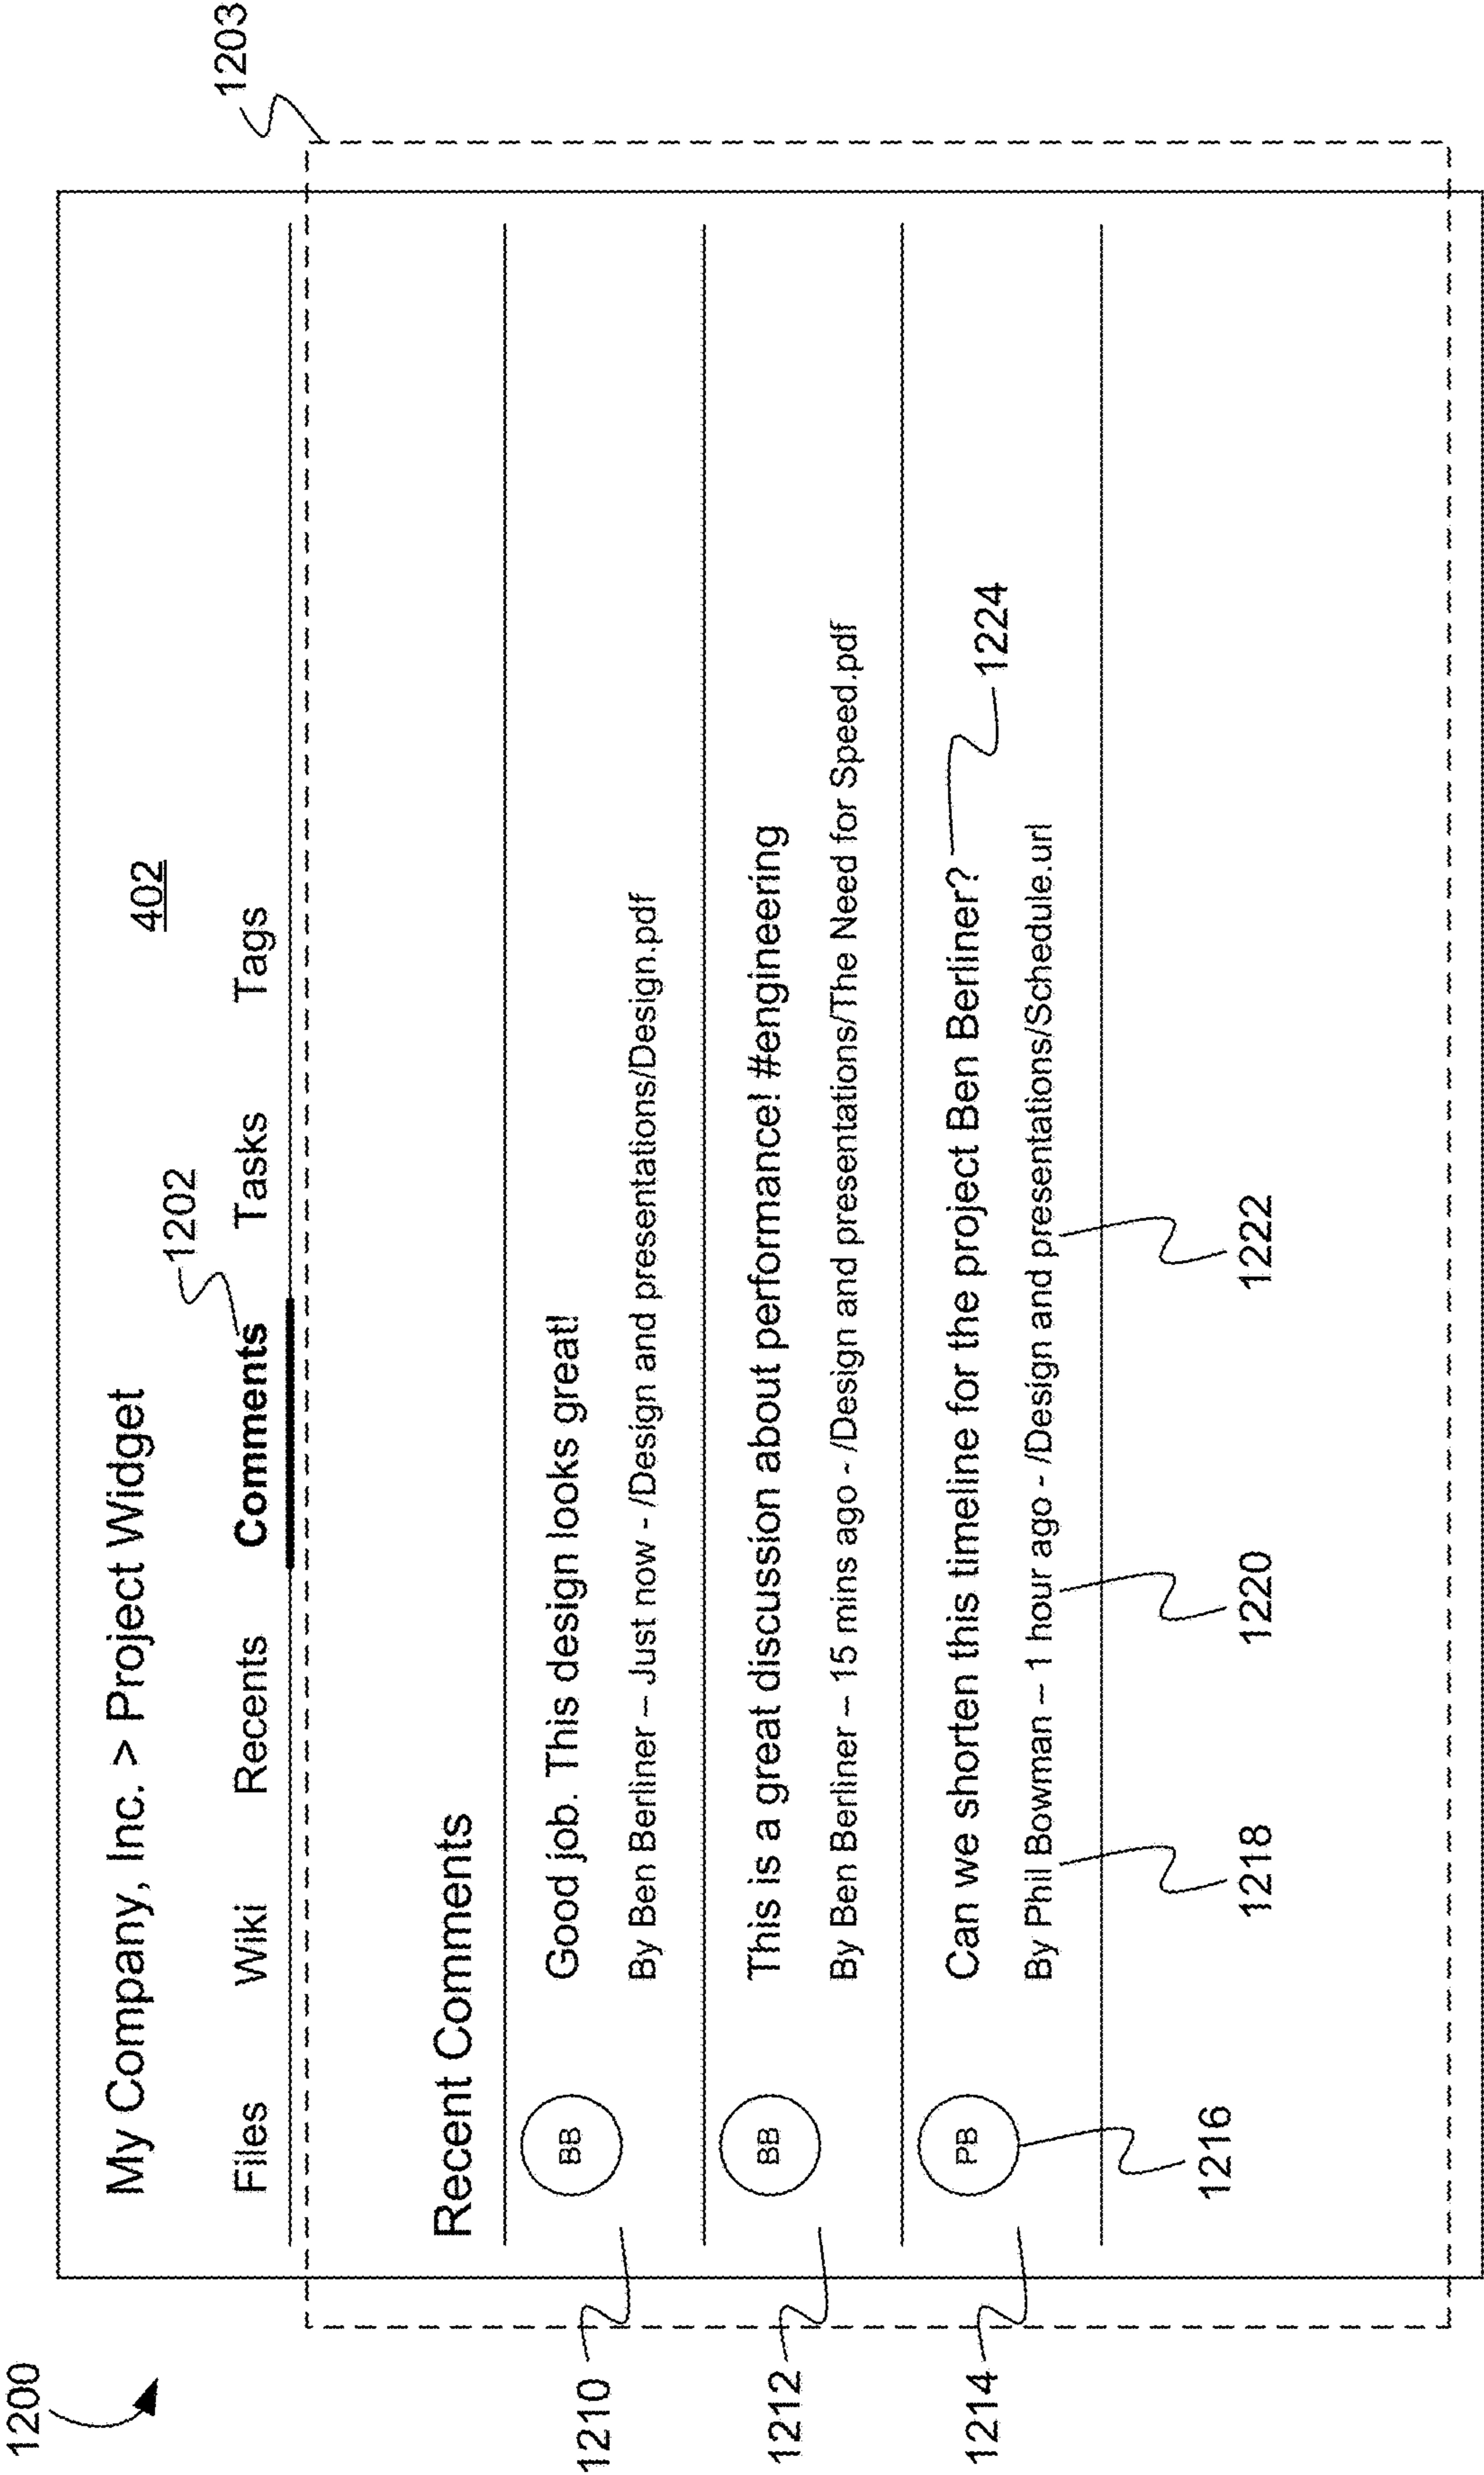 1200
My Company, Inc. > Project Widget
402
1202
1203
Files Wiki Recents Comments Tasks Tags
Recent Comments
1210
BB
Good job. This design looks great!
By Ben Berliner – Just now - /Design and presentations/Design.pdf
1212
BB
This is a great discussion about performance! #engineering
By Ben Berliner – 15 mins ago - /Design and presentations/The Need for Speed.pdf
1214
PB
Can we shorten this timeline for the project Ben Berliner?
1224
By Phil Bowman – 1 hour ago - /Design and presentations/Schedule.url
1216
1218
1220
1222